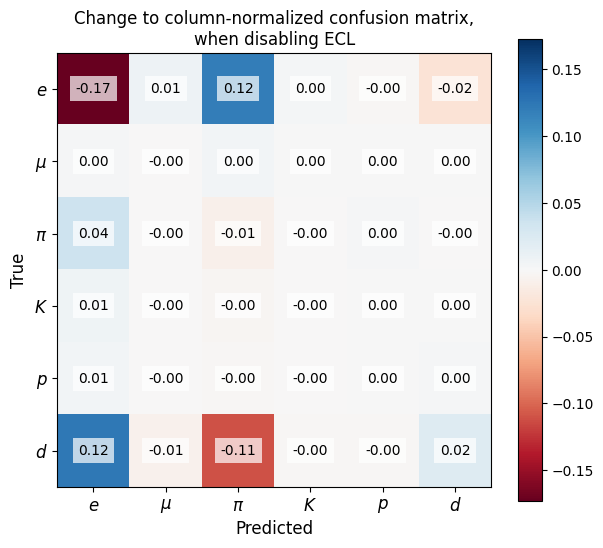 Change to column-normalized confusion matrix,
when disabling ECL
e -0.17 0.01 0.12 0.00 -0.00 -0.02
μ 0.00 -0.00 0.00 0.00 0.00 0.00
π 0.04 -0.00 -0.01 -0.00 0.00 -0.00
K 0.01 -0.00 -0.00 -0.00 0.00 0.00
p 0.01 -0.00 -0.00 -0.00 0.00 0.00
d 0.12 -0.01 -0.11 -0.00 -0.00 0.02
e μ π K p d
Predicted
True
0.15
0.10
0.05
0.00
−0.05
−0.10
−0.15